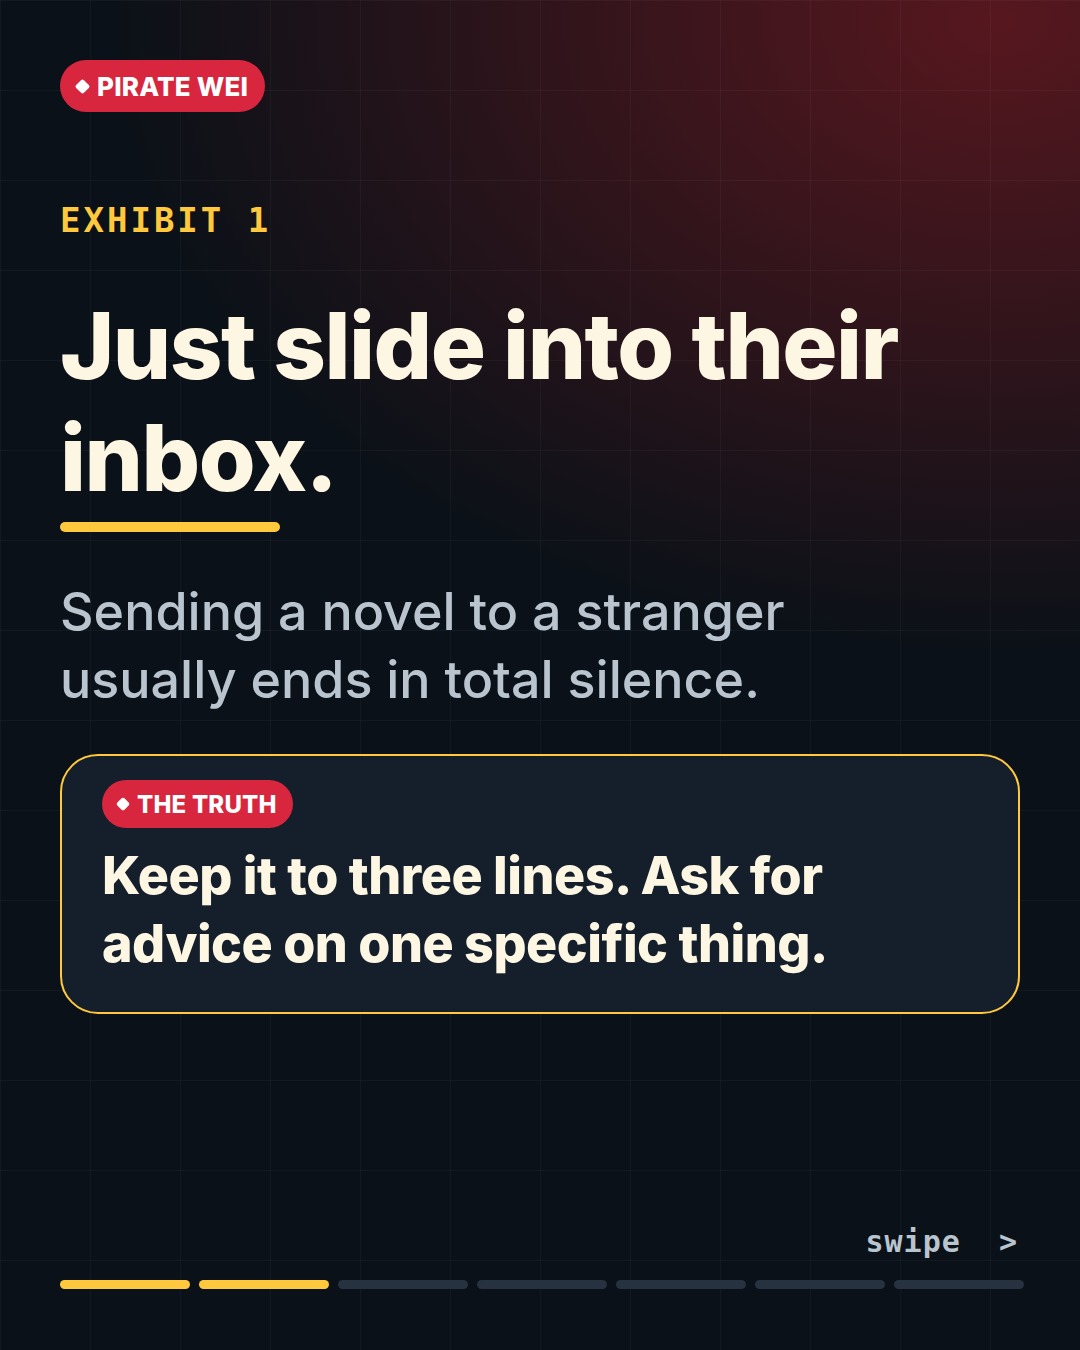 PIRATE WEI
EXHIBIT 1
Just slide into their
inbox.
Sending a novel to a stranger
usually ends in total silence.
THE TRUTH
Keep it to three lines. Ask for
advice on one specific thing.
swipe >